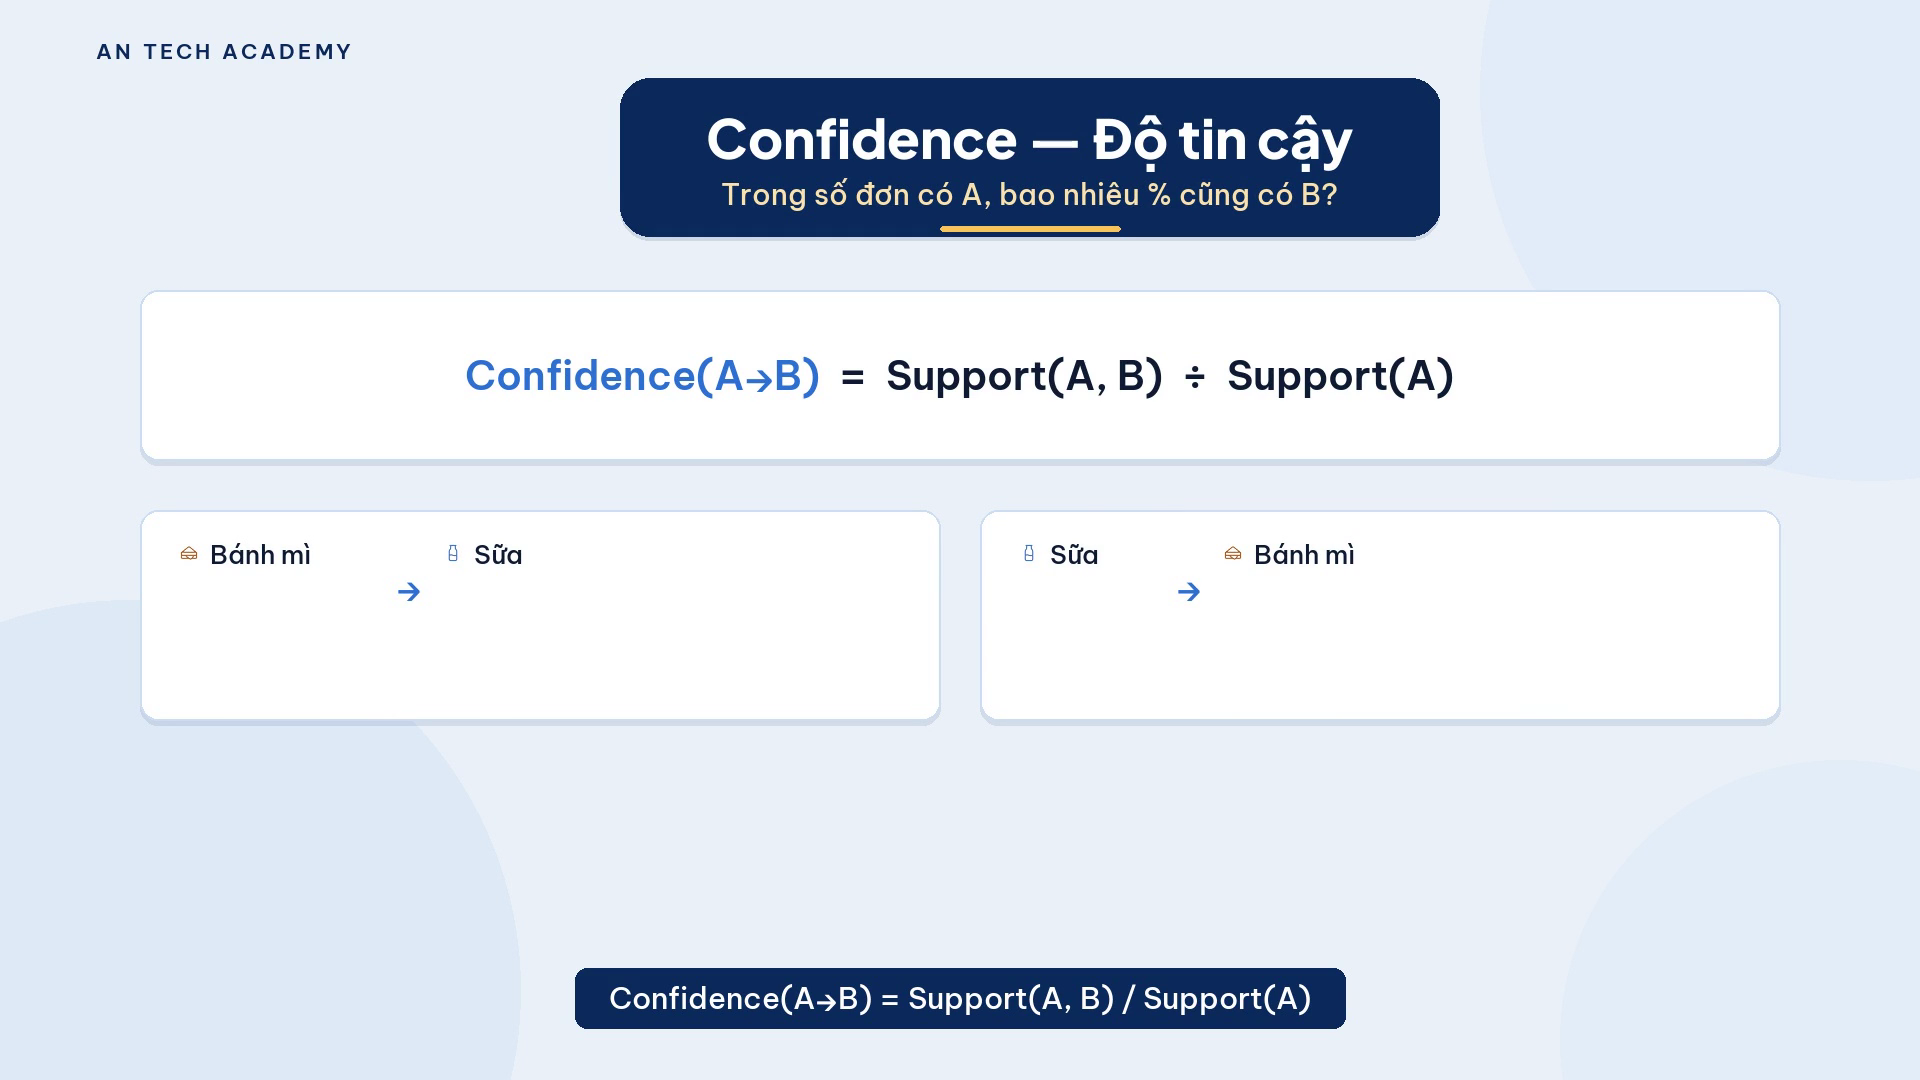 AN TECH ACADEMY
Confidence — Độ tin cậy
Trong số đơn có A, bao nhiêu % cũng có B?
Confidence(A→B) = Support(A, B) ÷ Support(A)
Bánh mì → Sữa
Sữa → Bánh mì
Confidence(A→B) = Support(A, B) / Support(A)